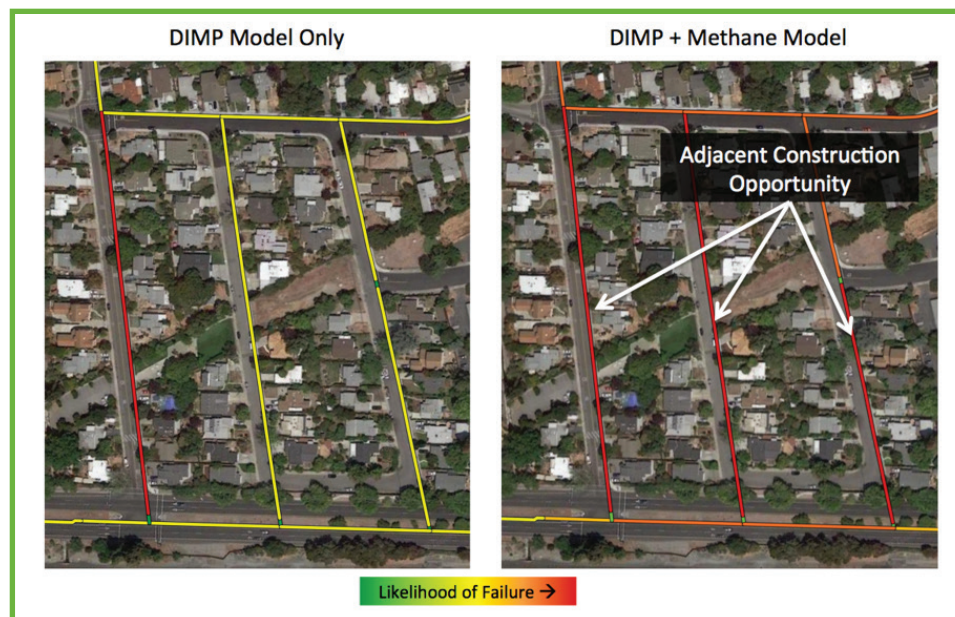 DIMP Model Only
DIMP + Methane Model
Adjacent Construction
Opportunity
Likelihood of Failure →